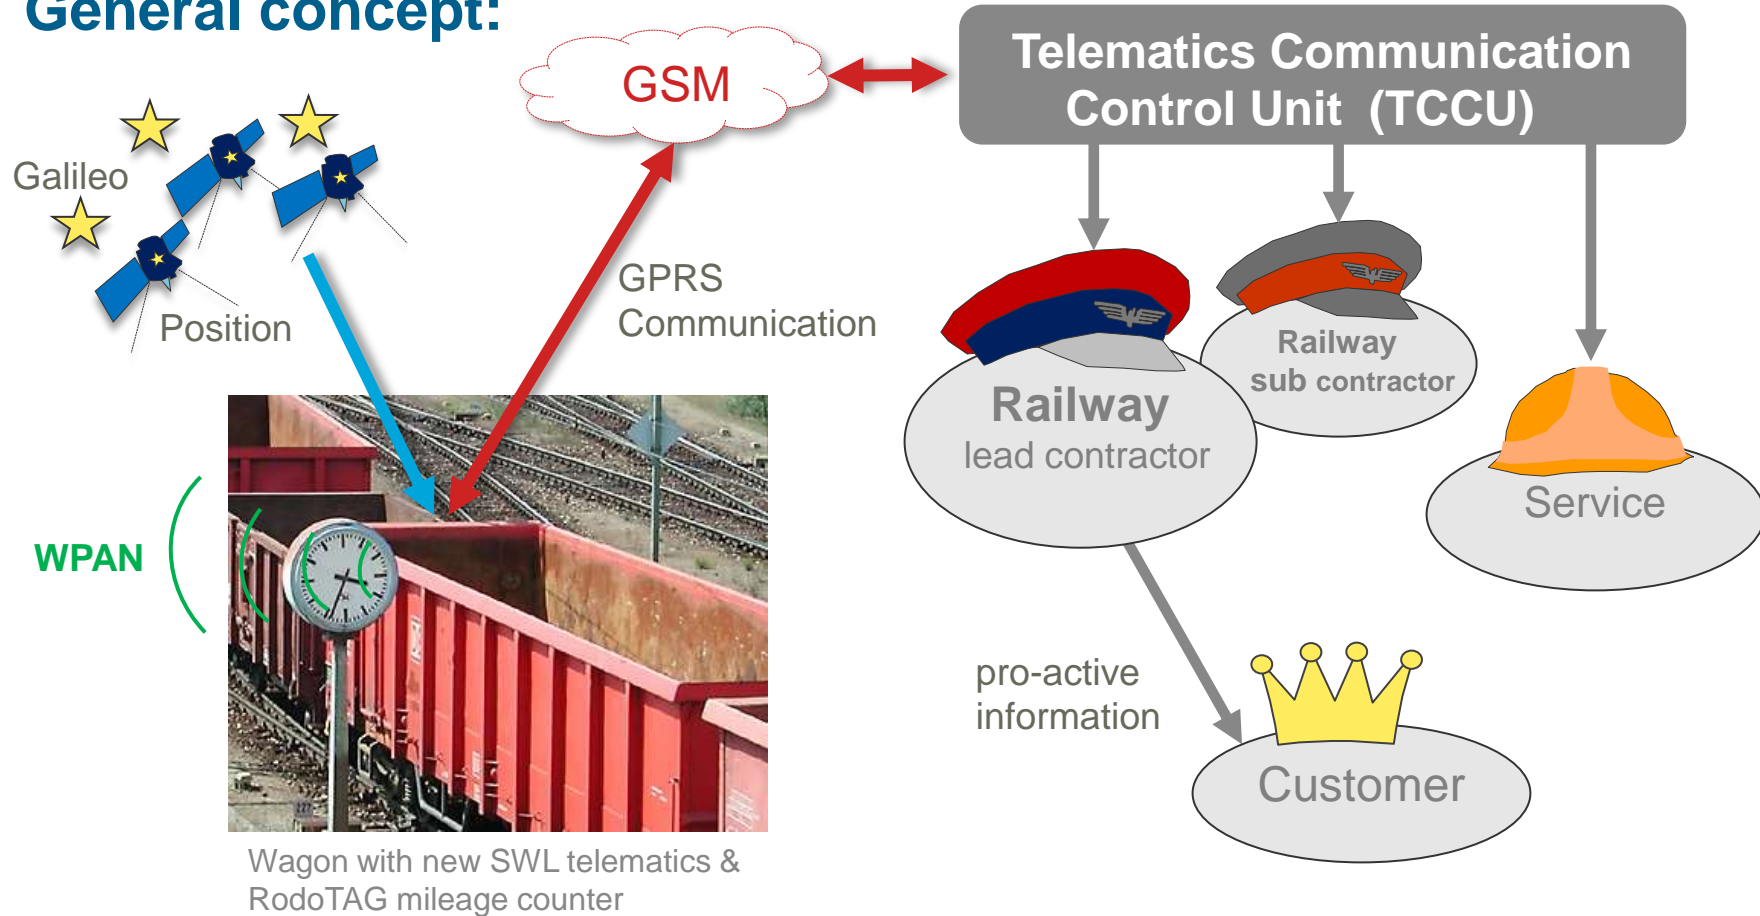 General concept:
GSM
Telematics Communication
Control Unit (TCCU)
Galileo
Position
GPRS
Communication
Railway
sub contractor
Railway
lead contractor
Service
WPAN
pro-active
information
Customer
Wagon with new SWL telematics &
RodoTAG mileage counter